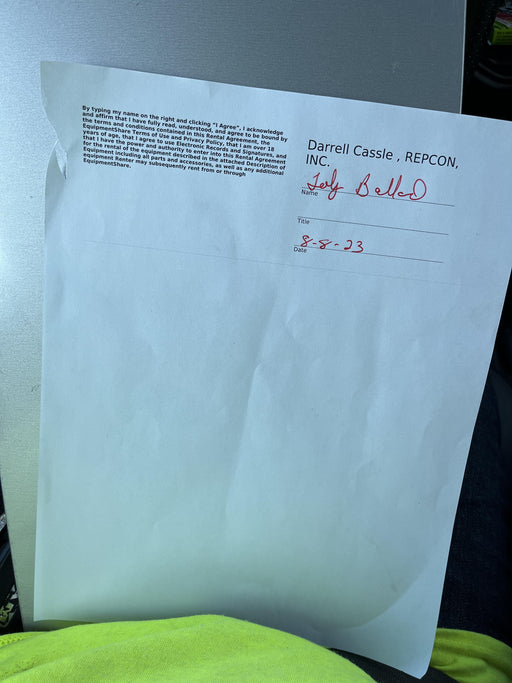 By typing my name on the right and clicking "I Agree", I acknowledge
and affirm that I have fully read, understood, and agree to be bound by
the terms and conditions contained in this Rental Agreement, the
EquipmentShare Terms of Use and Privacy Policy, that I am over 18
years of age, that I agree to use Electronic Records and Signatures, and
that I have the power and authority to enter into this Rental Agreement
for the rental of the equipment described in the attached Description of
Equipment including all parts and accessories, as well as any additional
equipment Renter may subsequently rent from or through
EquipmentShare.
Darrell Cassle , REPCON,
INC.
Ballard
Name
Title
8-8-23
Date